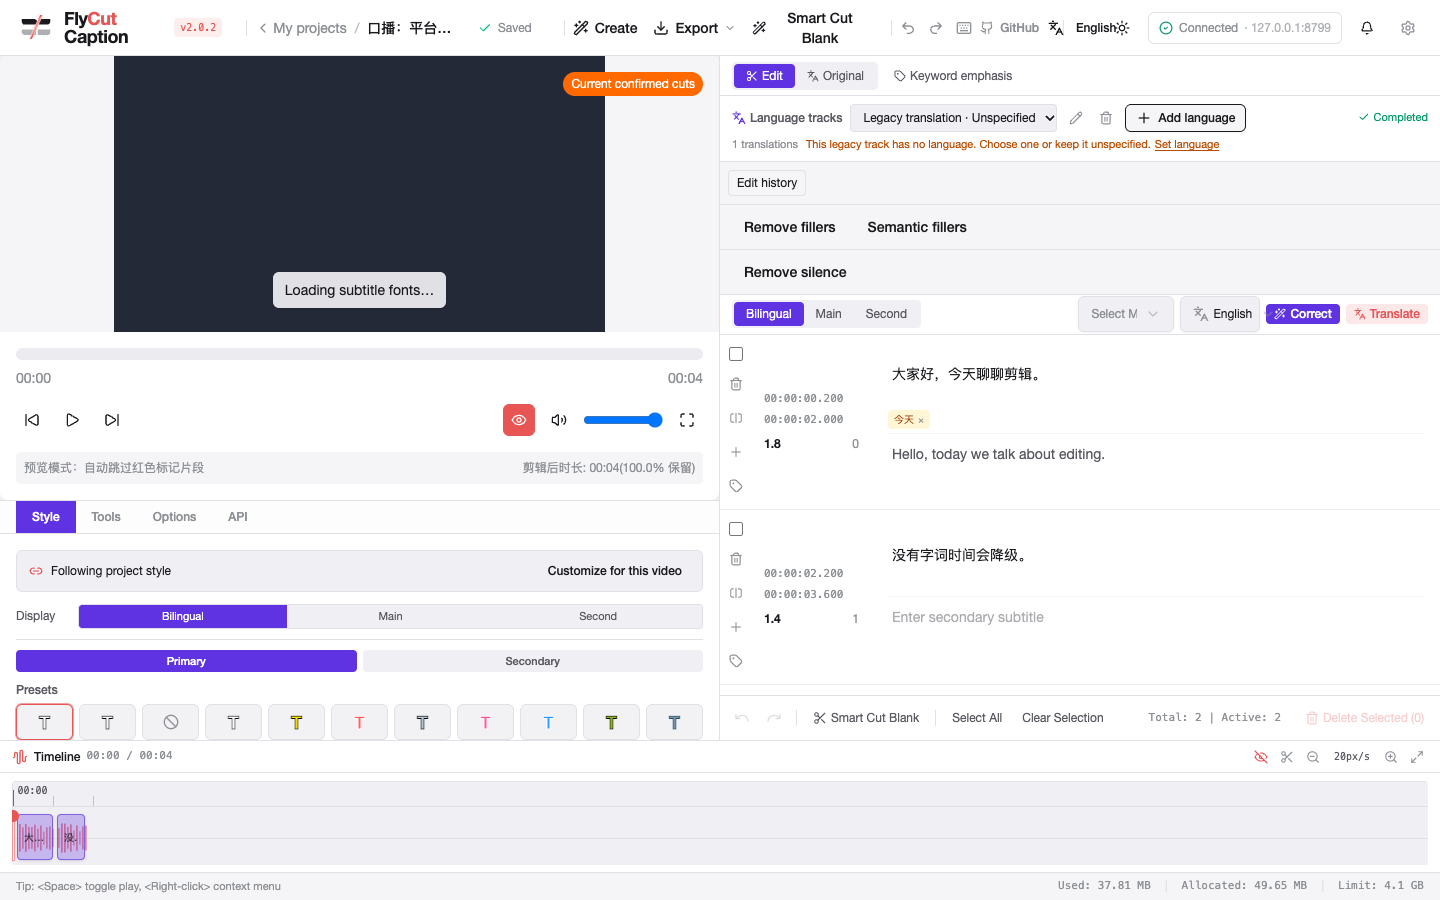 FlyCut
Caption
v2.0.2
My projects / 口播：平台...
Saved
Create
Export
Smart Cut
Blank
GitHub
English
Connected · 127.0.0.1:8799
Current confirmed cuts
Loading subtitle fonts...
00:00
00:04
预览模式：自动跳过红色标记片段
剪辑后时长: 00:04(100.0% 保留)
Style
Tools
Options
API
Following project style
Customize for this video
Display
Bilingual
Main
Second
Primary
Secondary
Presets
T T T T T T T T T T
Edit
Original
Keyword emphasis
Language tracks
Legacy translation · Unspecified
Add language
Completed
1 translations
This legacy track has no language. Choose one or keep it unspecified.
Set language
Edit history
Remove fillers
Semantic fillers
Remove silence
Bilingual
Main
Second
Select M
English
Correct
Translate
大家好，今天聊聊剪辑。
00:00:00.200
00:00:02.000
今天 ×
1.8
0
Hello, today we talk about editing.
没有字词时间会降级。
00:00:02.200
00:00:03.600
1.4
1
Enter secondary subtitle
Smart Cut Blank
Select All
Clear Selection
Total: 2 | Active: 2
Delete Selected (0)
Timeline
00:00 / 00:04
20px/s
00:00
大...
没.
Tip: <Space> toggle play, <Right-click> context menu
Used: 37.81 MB
Allocated: 49.65 MB
Limit: 4.1 GB